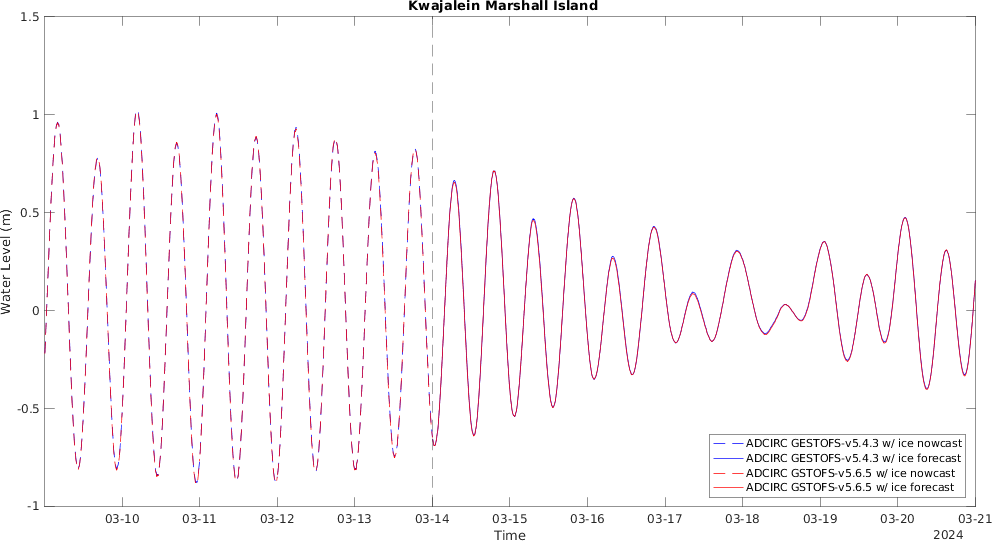 Kwajalein Marshall Island
1.5
1
0.5
0
-0.5
-1
Water Level (m)
ADCIRC GESTOFS-v5.4.3 w/ ice nowcast
ADCIRC GESTOFS-v5.4.3 w/ ice forecast
ADCIRC GSTOFS-v5.6.5 w/ ice nowcast
ADCIRC GSTOFS-v5.6.5 w/ ice forecast
03-10 03-11 03-12 03-13 03-14 03-15 03-16 03-17 03-18 03-19 03-20 03-21
Time
2024